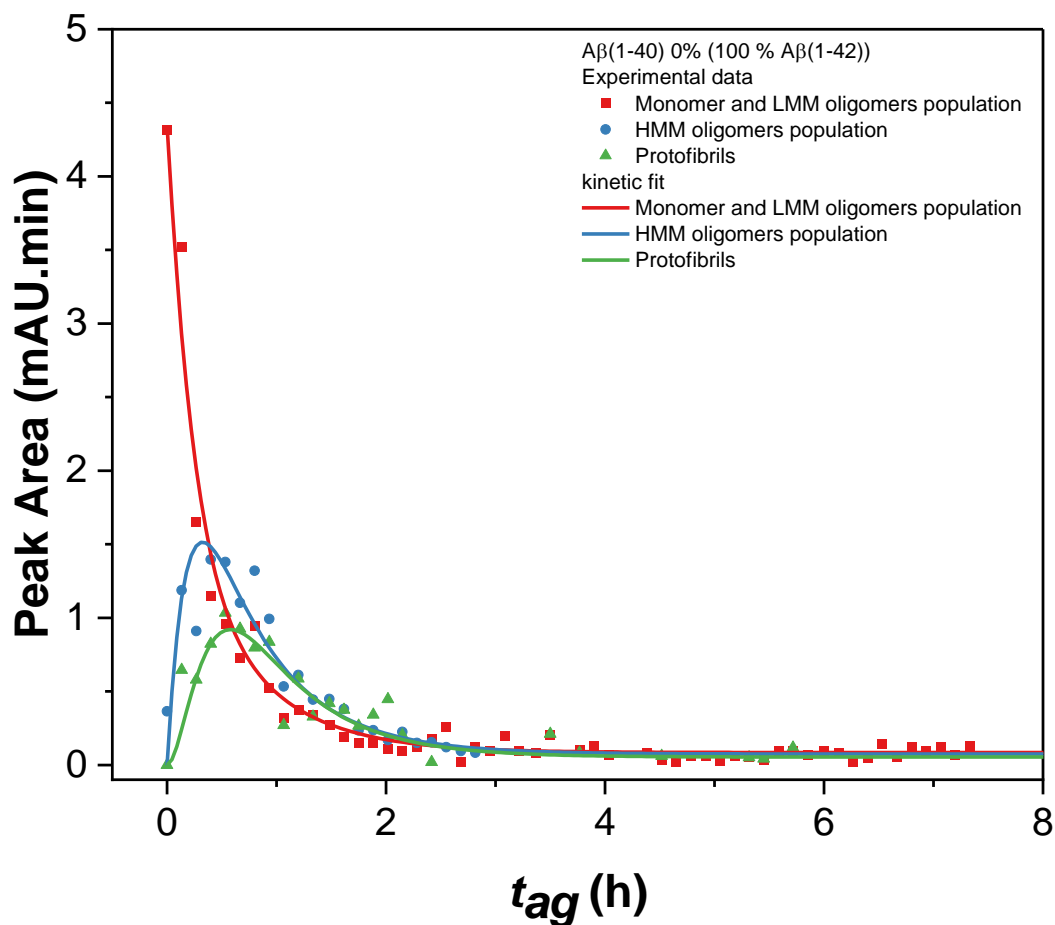 5
4
3
2
1
0
Peak Area (mAU.min)
Aβ(1-40) 0% (100 % Aβ(1-42))
Experimental data
Monomer and LMM oligomers population
HMM oligomers population
Protofibrils
kinetic fit
Monomer and LMM oligomers population
HMM oligomers population
Protofibrils
0 2 4 6 8
tag (h)